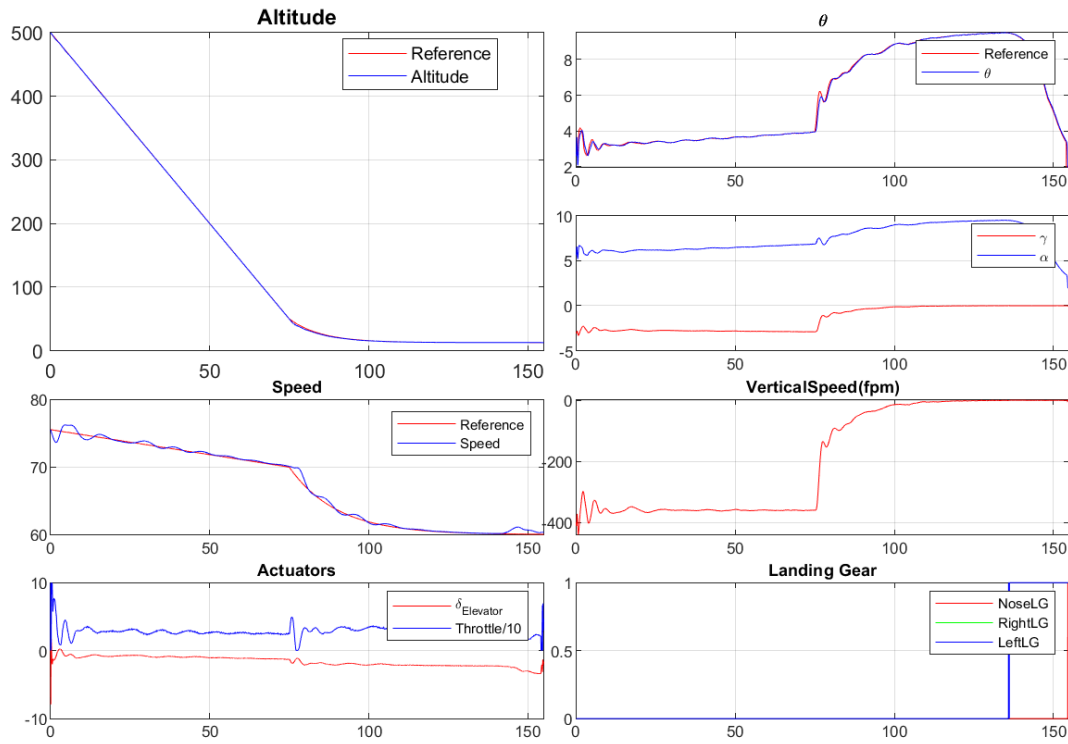 Altitude
500
400
300
200
100
0
0
50
100
150
Reference
Altitude
θ
8
6
4
2
0
50
100
150
Reference
θ
10
5
0
-5
0
50
100
150
γ
α
Speed
80
70
60
0
50
100
150
Reference
Speed
VerticalSpeed(fpm)
0
-200
-400
0
50
100
150
Actuators
10
0
-10
0
50
100
150
δElevator
Throttle/10
Landing Gear
1
0.5
0
0
50
100
150
NoseLG
RightLG
LeftLG